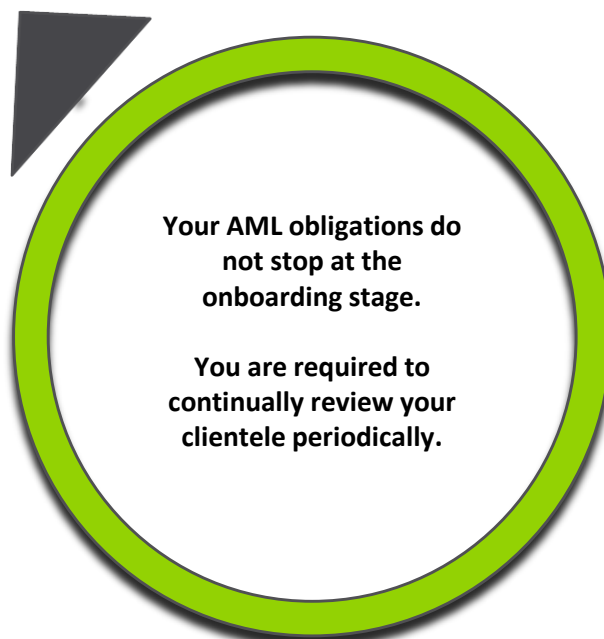 Your AML obligations do
not stop at the
onboarding stage.
You are required to
continually review your
clientele periodically.